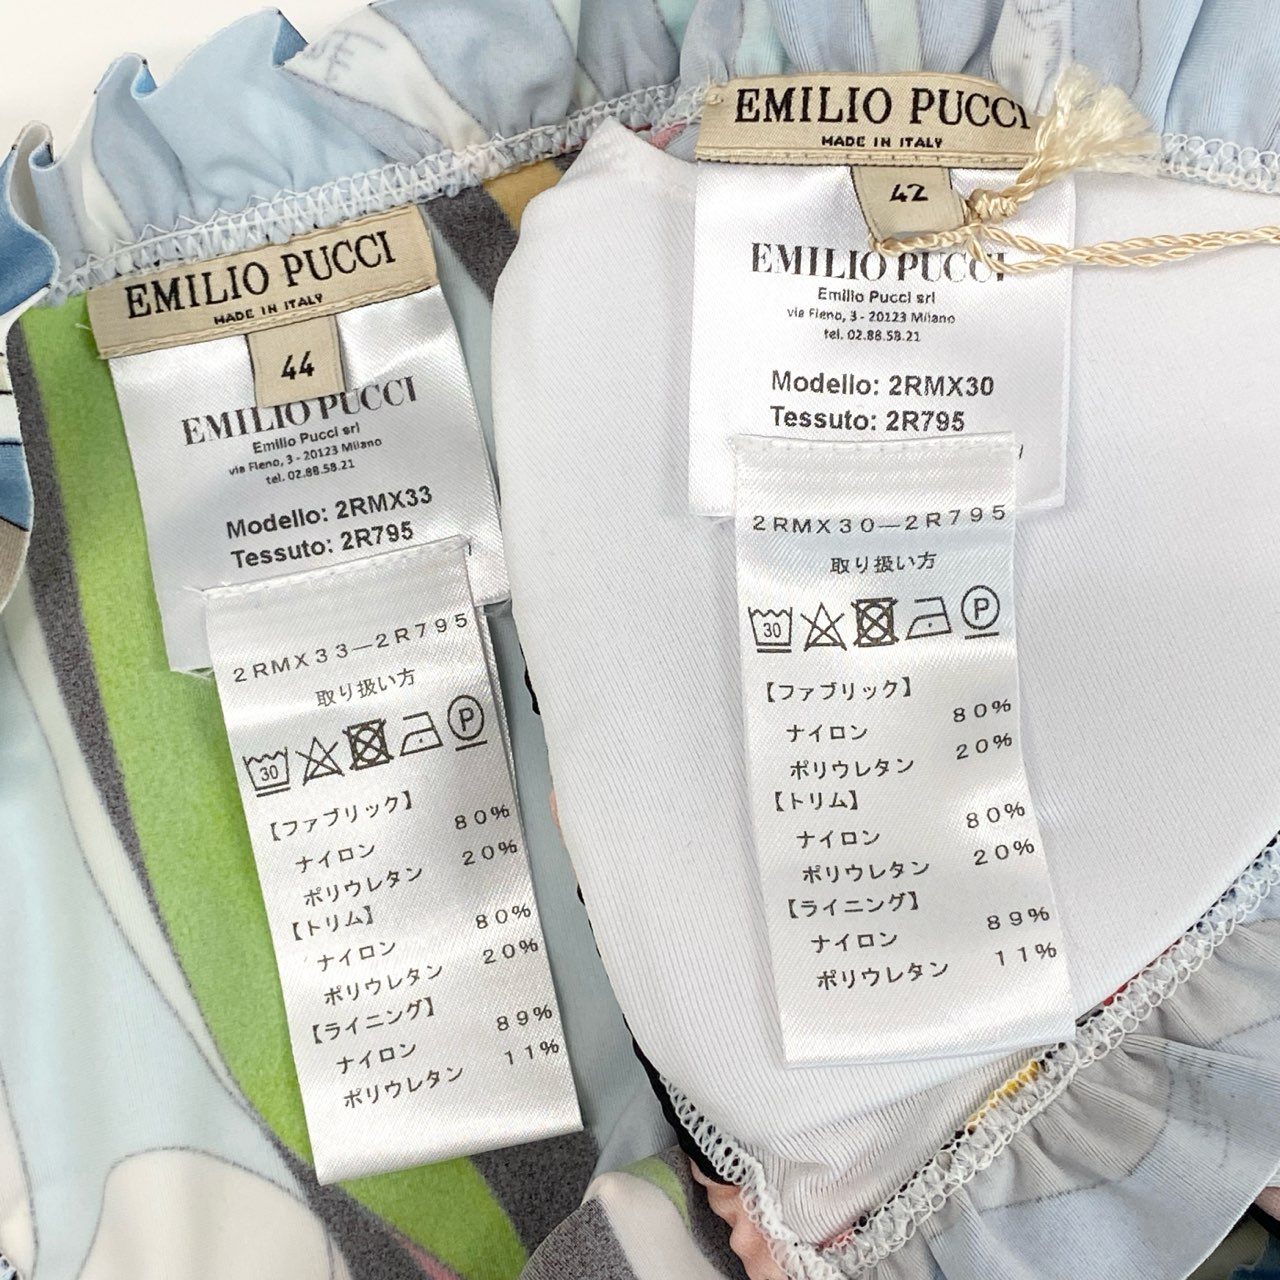 EMILIO PUCCI
MADE IN ITALY
44
EMILIO PUCCI
Emilio Pucci srl
via Fieno, 3 - 20123 Milano
tel. 02.88.58.21
Modello: 2RMX33
Tessuto: 2R795
2RMX33—2R795
取り扱い方
30
P
【ファブリック】
ナイロン 80%
ポリウレタン 20%
【トリム】
ナイロン 80%
ポリウレタン 20%
【ライニング】
ナイロン 89%
ポリウレタン 11%
EMILIO PUCCI
MADE IN ITALY
42
EMILIO PUCCI
Emilio Pucci srl
via Fieno, 3 - 20123 Milano
tel. 02.88.58.21
Modello: 2RMX30
Tessuto: 2R795
2RMX30—2R795
取り扱い方
30
P
【ファブリック】
ナイロン 80%
ポリウレタン 20%
【トリム】
ナイロン 80%
ポリウレタン 20%
【ライニング】
ナイロン 89%
ポリウレタン 11%